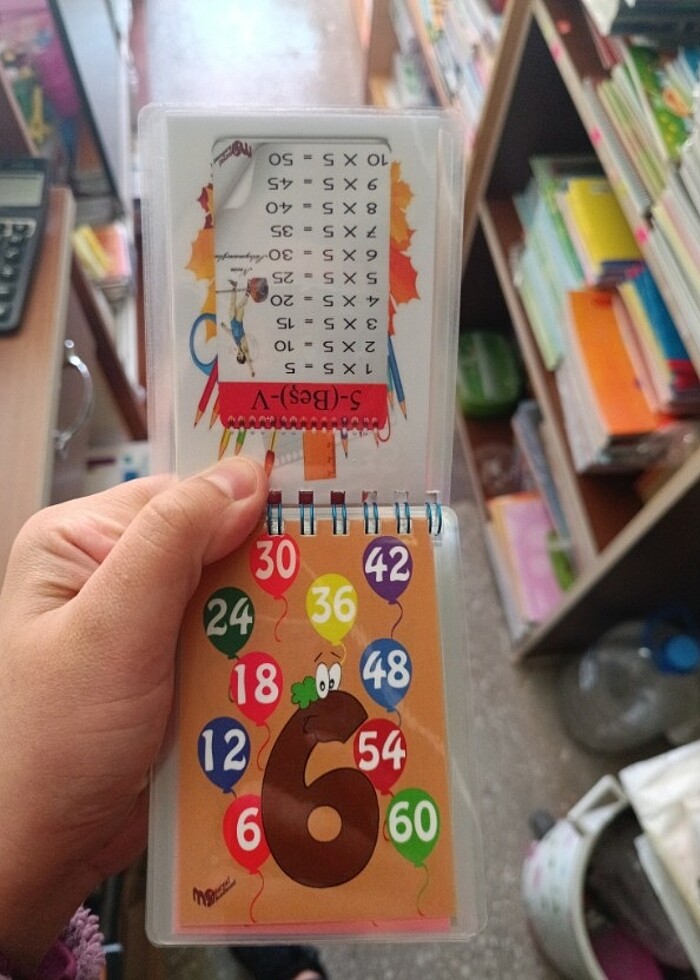 5-(Beş)-V
1 X 5 = 5
2 X 5 = 10
3 X 5 = 15
4 X 5 = 20
5 X 5 = 25
6 X 5 = 30
7 X 5 = 35
8 X 5 = 40
9 X 5 = 45
10 X 5 = 50
30
42
24
36
18
48
12
54
6
6
60